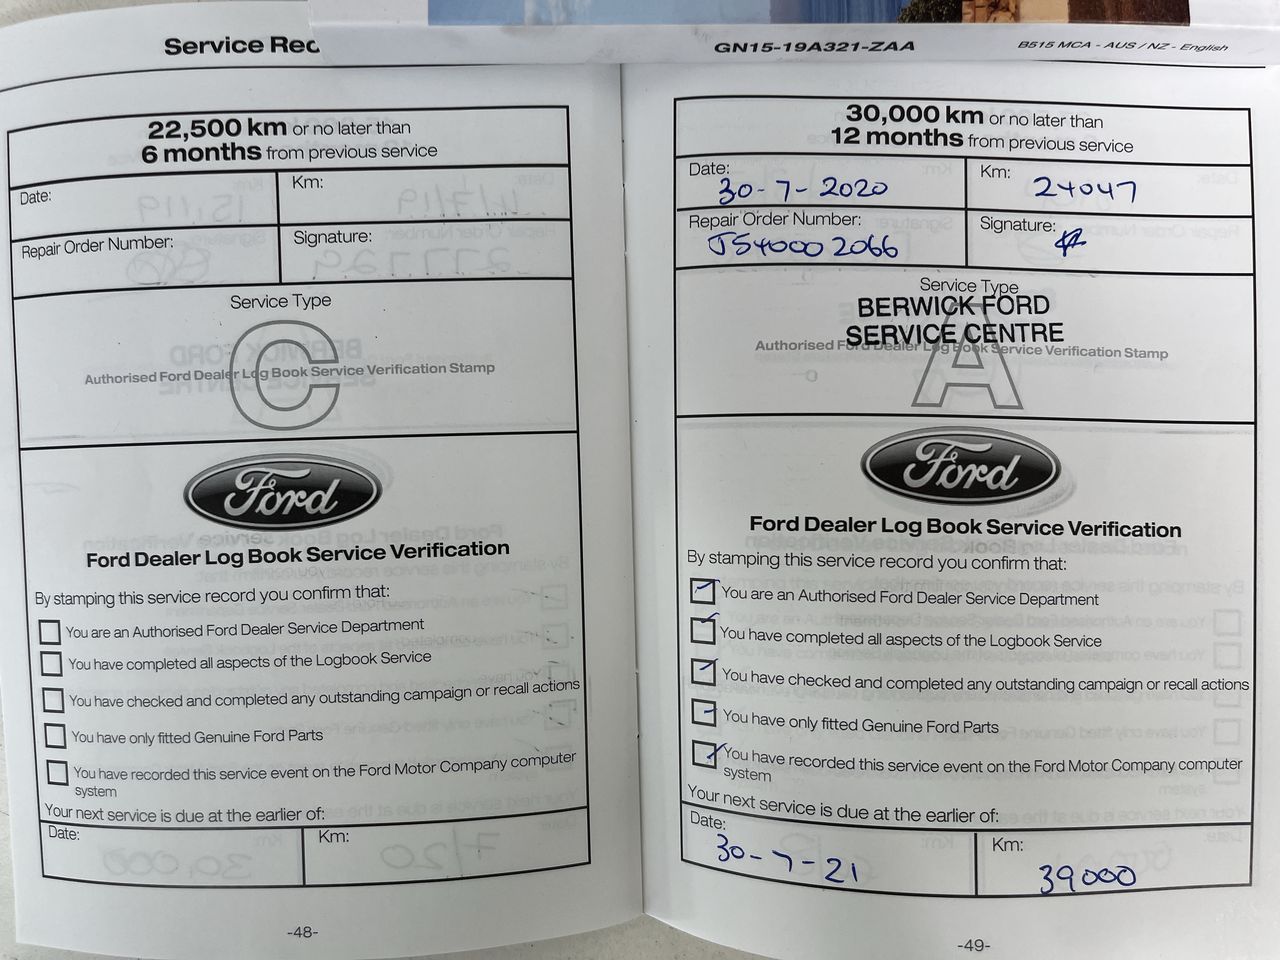 Service Rec
22,500 km or no later than
6 months from previous service
Date:
Km:
Repair Order Number:
Signature:
Service Type
C
Authorised Ford Dealer Log Book Service Verification Stamp
Ford
Ford Dealer Log Book Service Verification
By stamping this service record you confirm that:
You are an Authorised Ford Dealer Service Department
You have completed all aspects of the Logbook Service
You have checked and completed any outstanding campaign or recall actions
You have only fitted Genuine Ford Parts
You have recorded this service event on the Ford Motor Company computer
system
Your next service is due at the earlier of:
Date:
Km:
-48-
GN15-19A321-ZAA
B515 MCA - AUS / NZ - English
30,000 km or no later than
12 months from previous service
Date: 30-7-2020
Km: 24047
Repair Order Number:
JS40002066
Signature:
Service Type
BERWICK FORD
SERVICE CENTRE
Authorised Ford Dealer Log Book Service Verification Stamp
A
Ford
Ford Dealer Log Book Service Verification
By stamping this service record you confirm that:
You are an Authorised Ford Dealer Service Department
You have completed all aspects of the Logbook Service
You have checked and completed any outstanding campaign or recall actions
You have only fitted Genuine Ford Parts
You have recorded this service event on the Ford Motor Company computer
system
Your next service is due at the earlier of:
Date: 30-7-21
Km: 39000
-49-